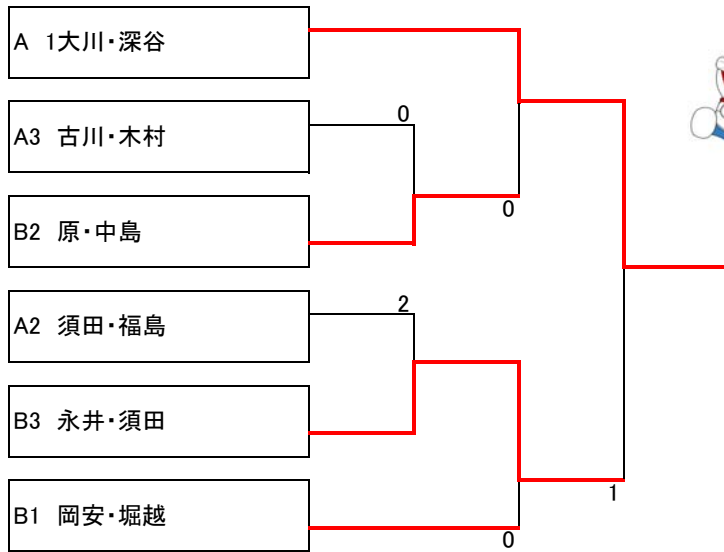 A 1大川・深谷
0
A3 古川・木村
0
B2 原・中島
2
A2 須田・福島
B3 永井・須田
1
B1 岡安・堀越
0